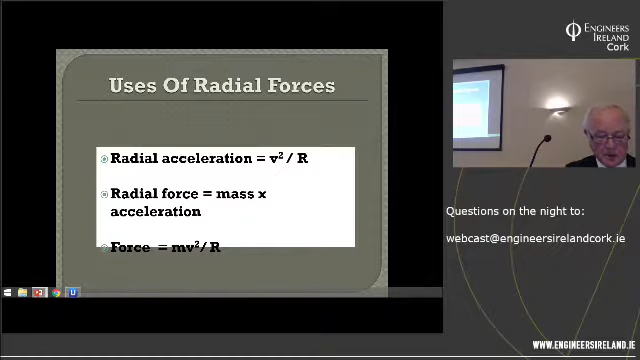 ENGINEERS
IRELAND
Cork
Uses Of Radial Forces
Radial acceleration = v² / R
Radial force = mass x
acceleration
Force = mv² / R
Questions on the night to:
webcast@engineersirelandcork.ie
WWW.ENGINEERSIRELAND.IE